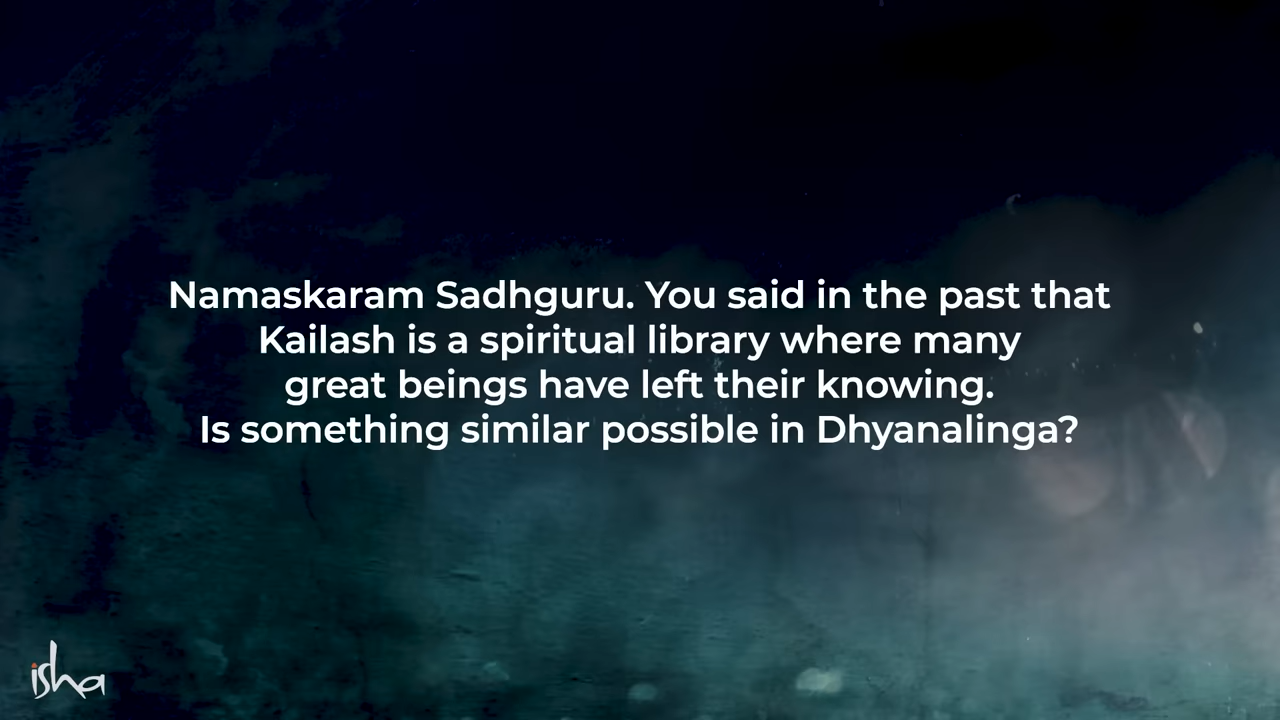 Namaskaram Sadhguru. You said in the past that
Kailash is a spiritual library where many
great beings have left their knowing.
Is something similar possible in Dhyanalinga?
isha